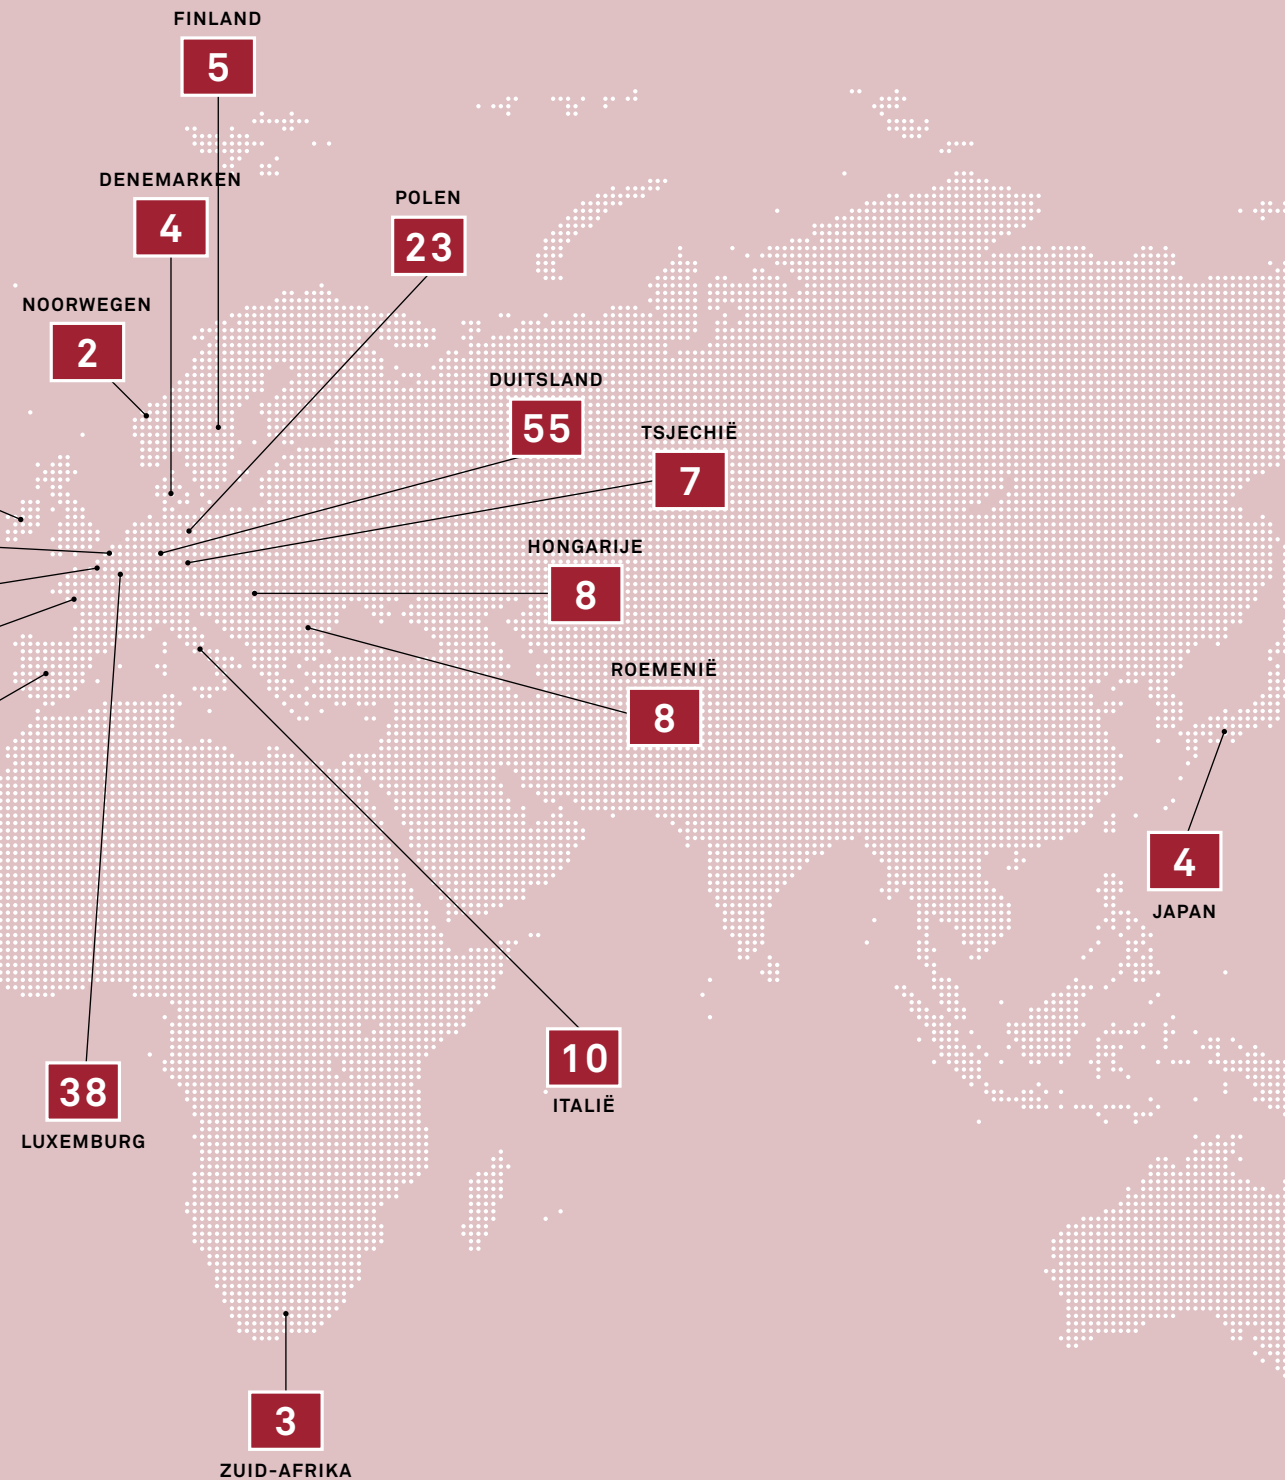 FINLAND
5
DENEMARKEN
4
POLEN
23
NOORWEGEN
2
DUITSLAND
55
TSJECHIË
7
HONGARIJE
8
ROEMENIË
8
4
JAPAN
10
ITALIË
38
LUXEMBURG
3
ZUID-AFRIKA